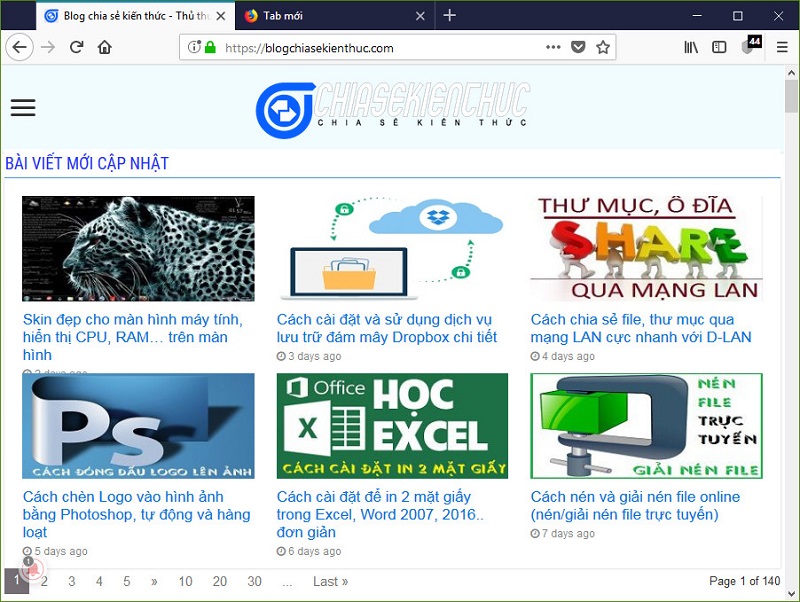 Blog chia sẻ kiến thức - Thủ thu
Tab mới
https://blogchiasekienthuc.com
44
CHIASEKIENTHUC
CHIA SẺ KIẾN THỨC
BÀI VIẾT MỚI CẬP NHẬT
THƯ MỤC, Ổ ĐĨA
SHARE
QUA MẠNG LAN
Skin đẹp cho màn hình máy tính,
hiển thị CPU, RAM… trên màn
hình
Cách cài đặt và sử dụng dịch vụ
lưu trữ đám mây Dropbox chi tiết
3 days ago
Cách chia sẻ file, thư mục qua
mạng LAN cực nhanh với D-LAN
4 days ago
Ps
CÁCH ĐÓNG DẤU LOGO LÊN ẢNH
Office
HỌC
X
EXCEL
CÁCH CÀI ĐẶT IN 2 MẶT GIẤY
NÉN
FILE
TRỰC
TUYẾN
GIẢI NÉN FILE
Cách chèn Logo vào hình ảnh
bằng Photoshop, tự động và hàng
loạt
5 days ago
Cách cài đặt để in 2 mặt giấy
trong Excel, Word 2007, 2016..
đơn giản
6 days ago
Cách nén và giải nén file online
(nén/giải nén file trực tuyến)
7 days ago
1
1 2 3 4 5 » 10 20 30 ... Last »
Page 1 of 140